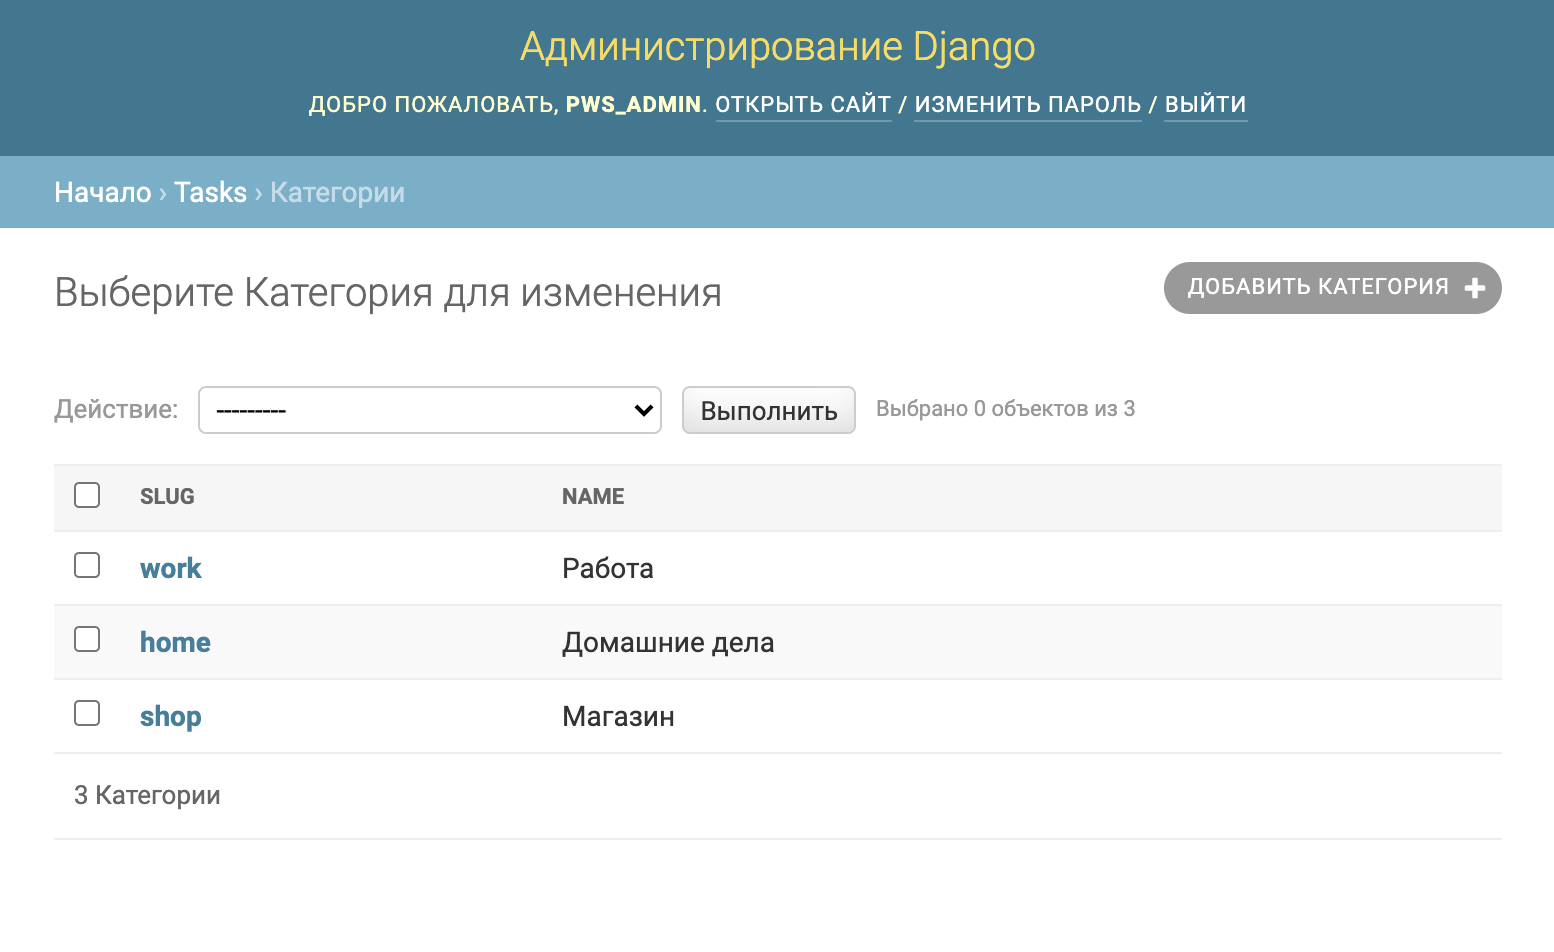 Администрирование Django
ДОБРО ПОЖАЛОВАТЬ, PWS_ADMIN. ОТКРЫТЬ САЙТ / ИЗМЕНИТЬ ПАРОЛЬ / ВЫЙТИ
Начало › Tasks › Категории
Выберите Категория для изменения
ДОБАВИТЬ КАТЕГОРИЯ +
Действие: --------- Выполнить Выбрано 0 объектов из 3
SLUG NAME
work Работа
home Домашние дела
shop Магазин
3 Категории